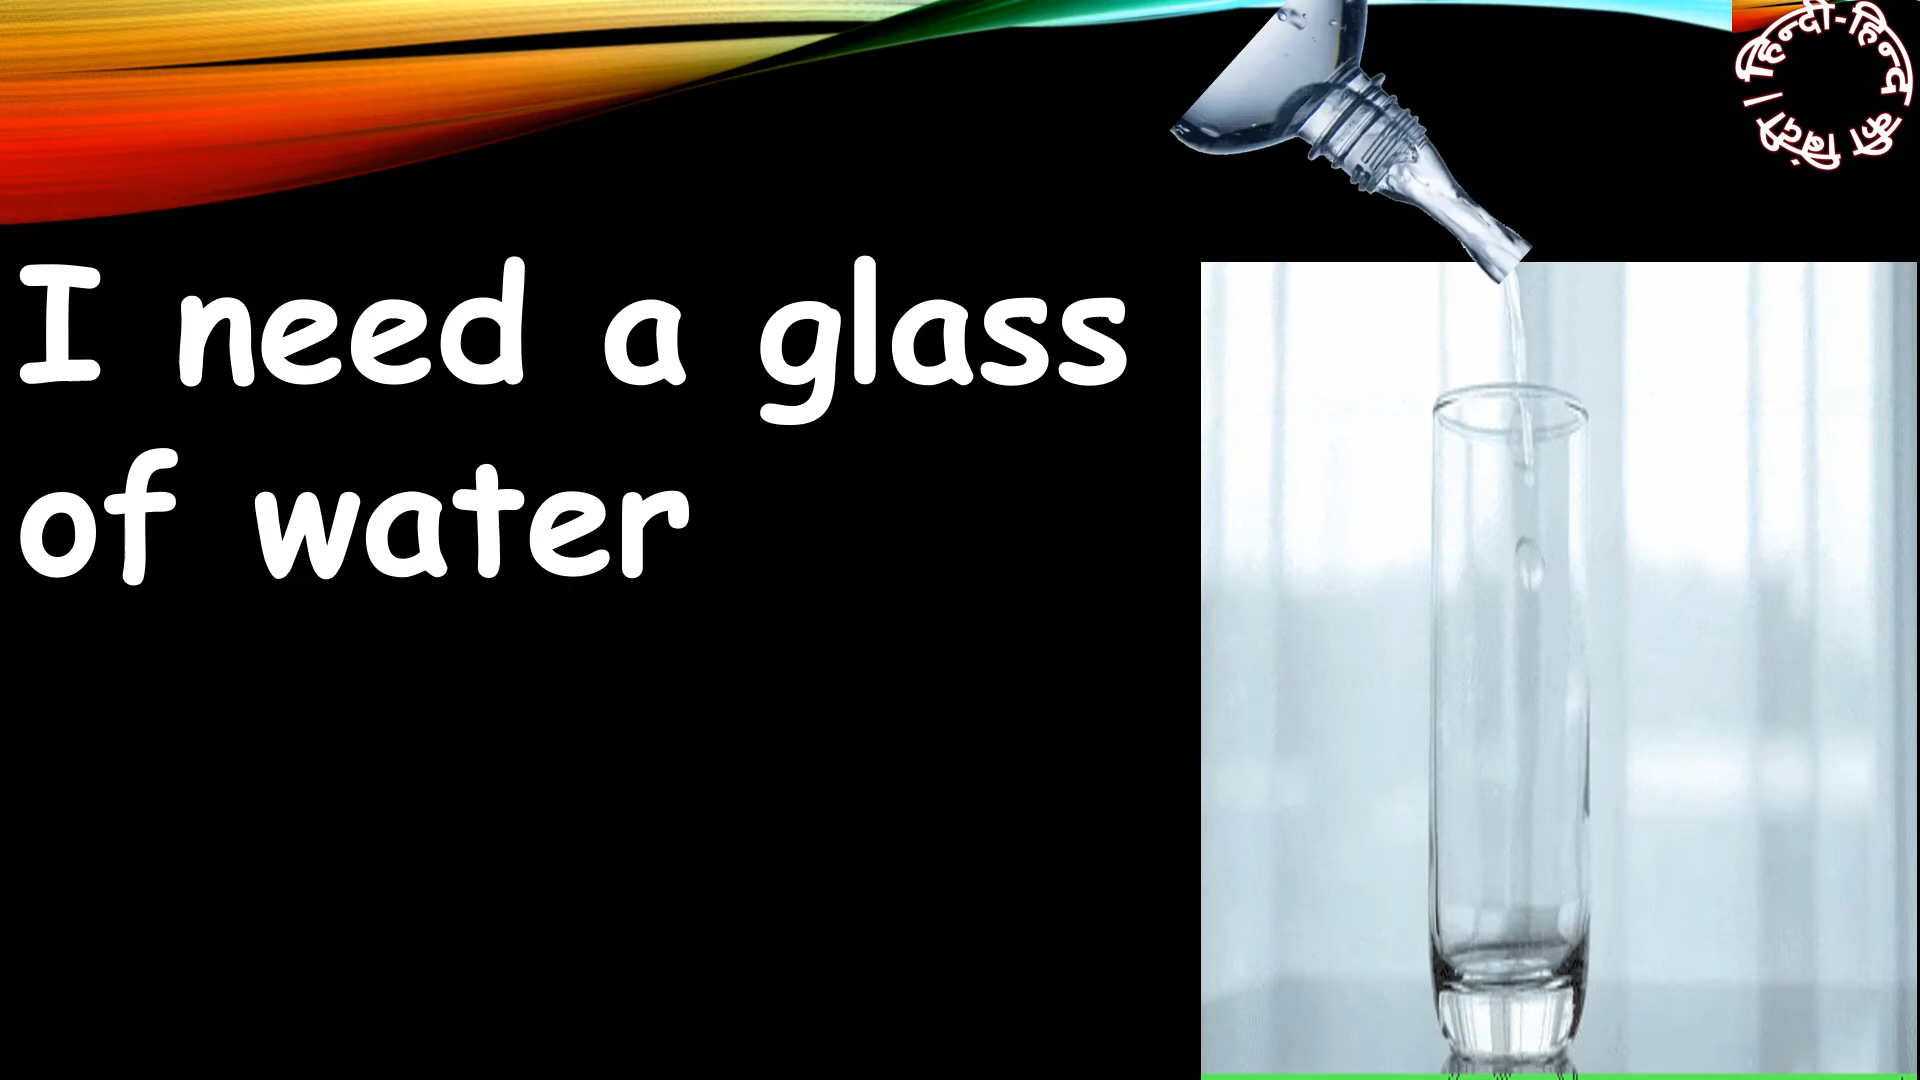 I need a glass
of water
हिन्दी-हिन्द की बिंदी |